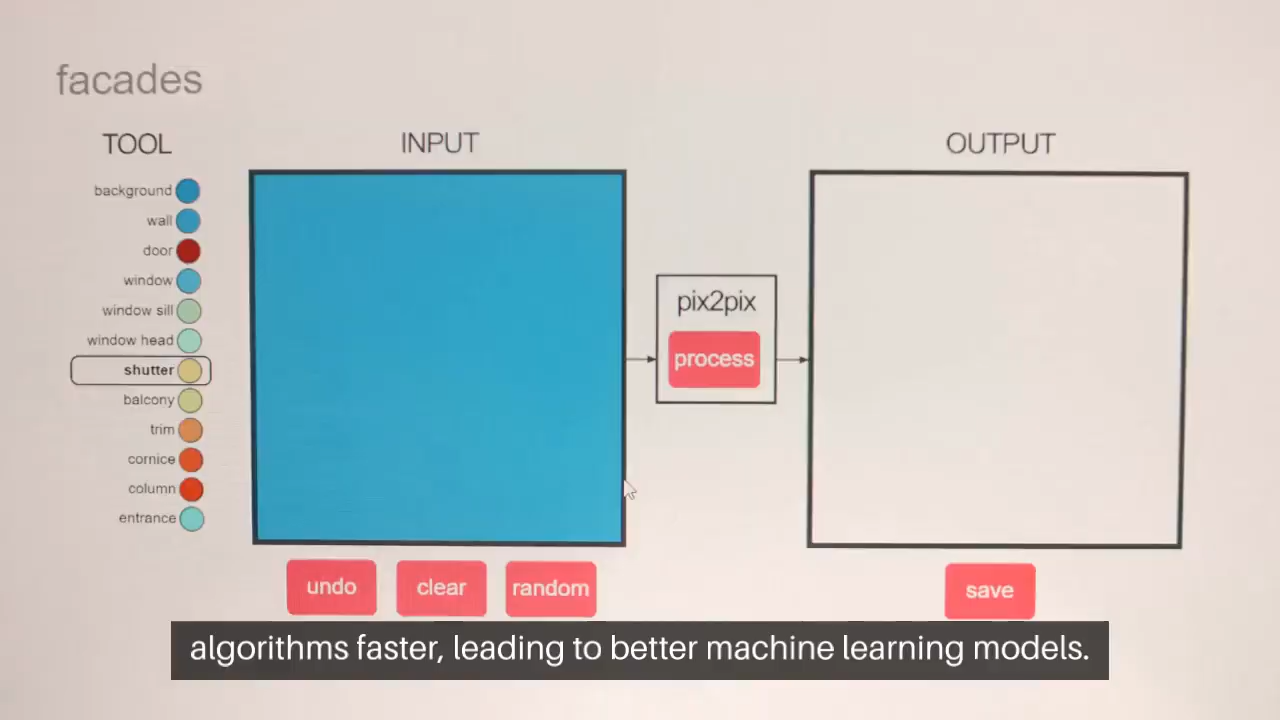 facades
TOOL
INPUT
OUTPUT
background
wall
door
window
window sill
window head
shutter
balcony
trim
cornice
column
entrance
pix2pix
process
undo
clear
random
save
algorithms faster, leading to better machine learning models.